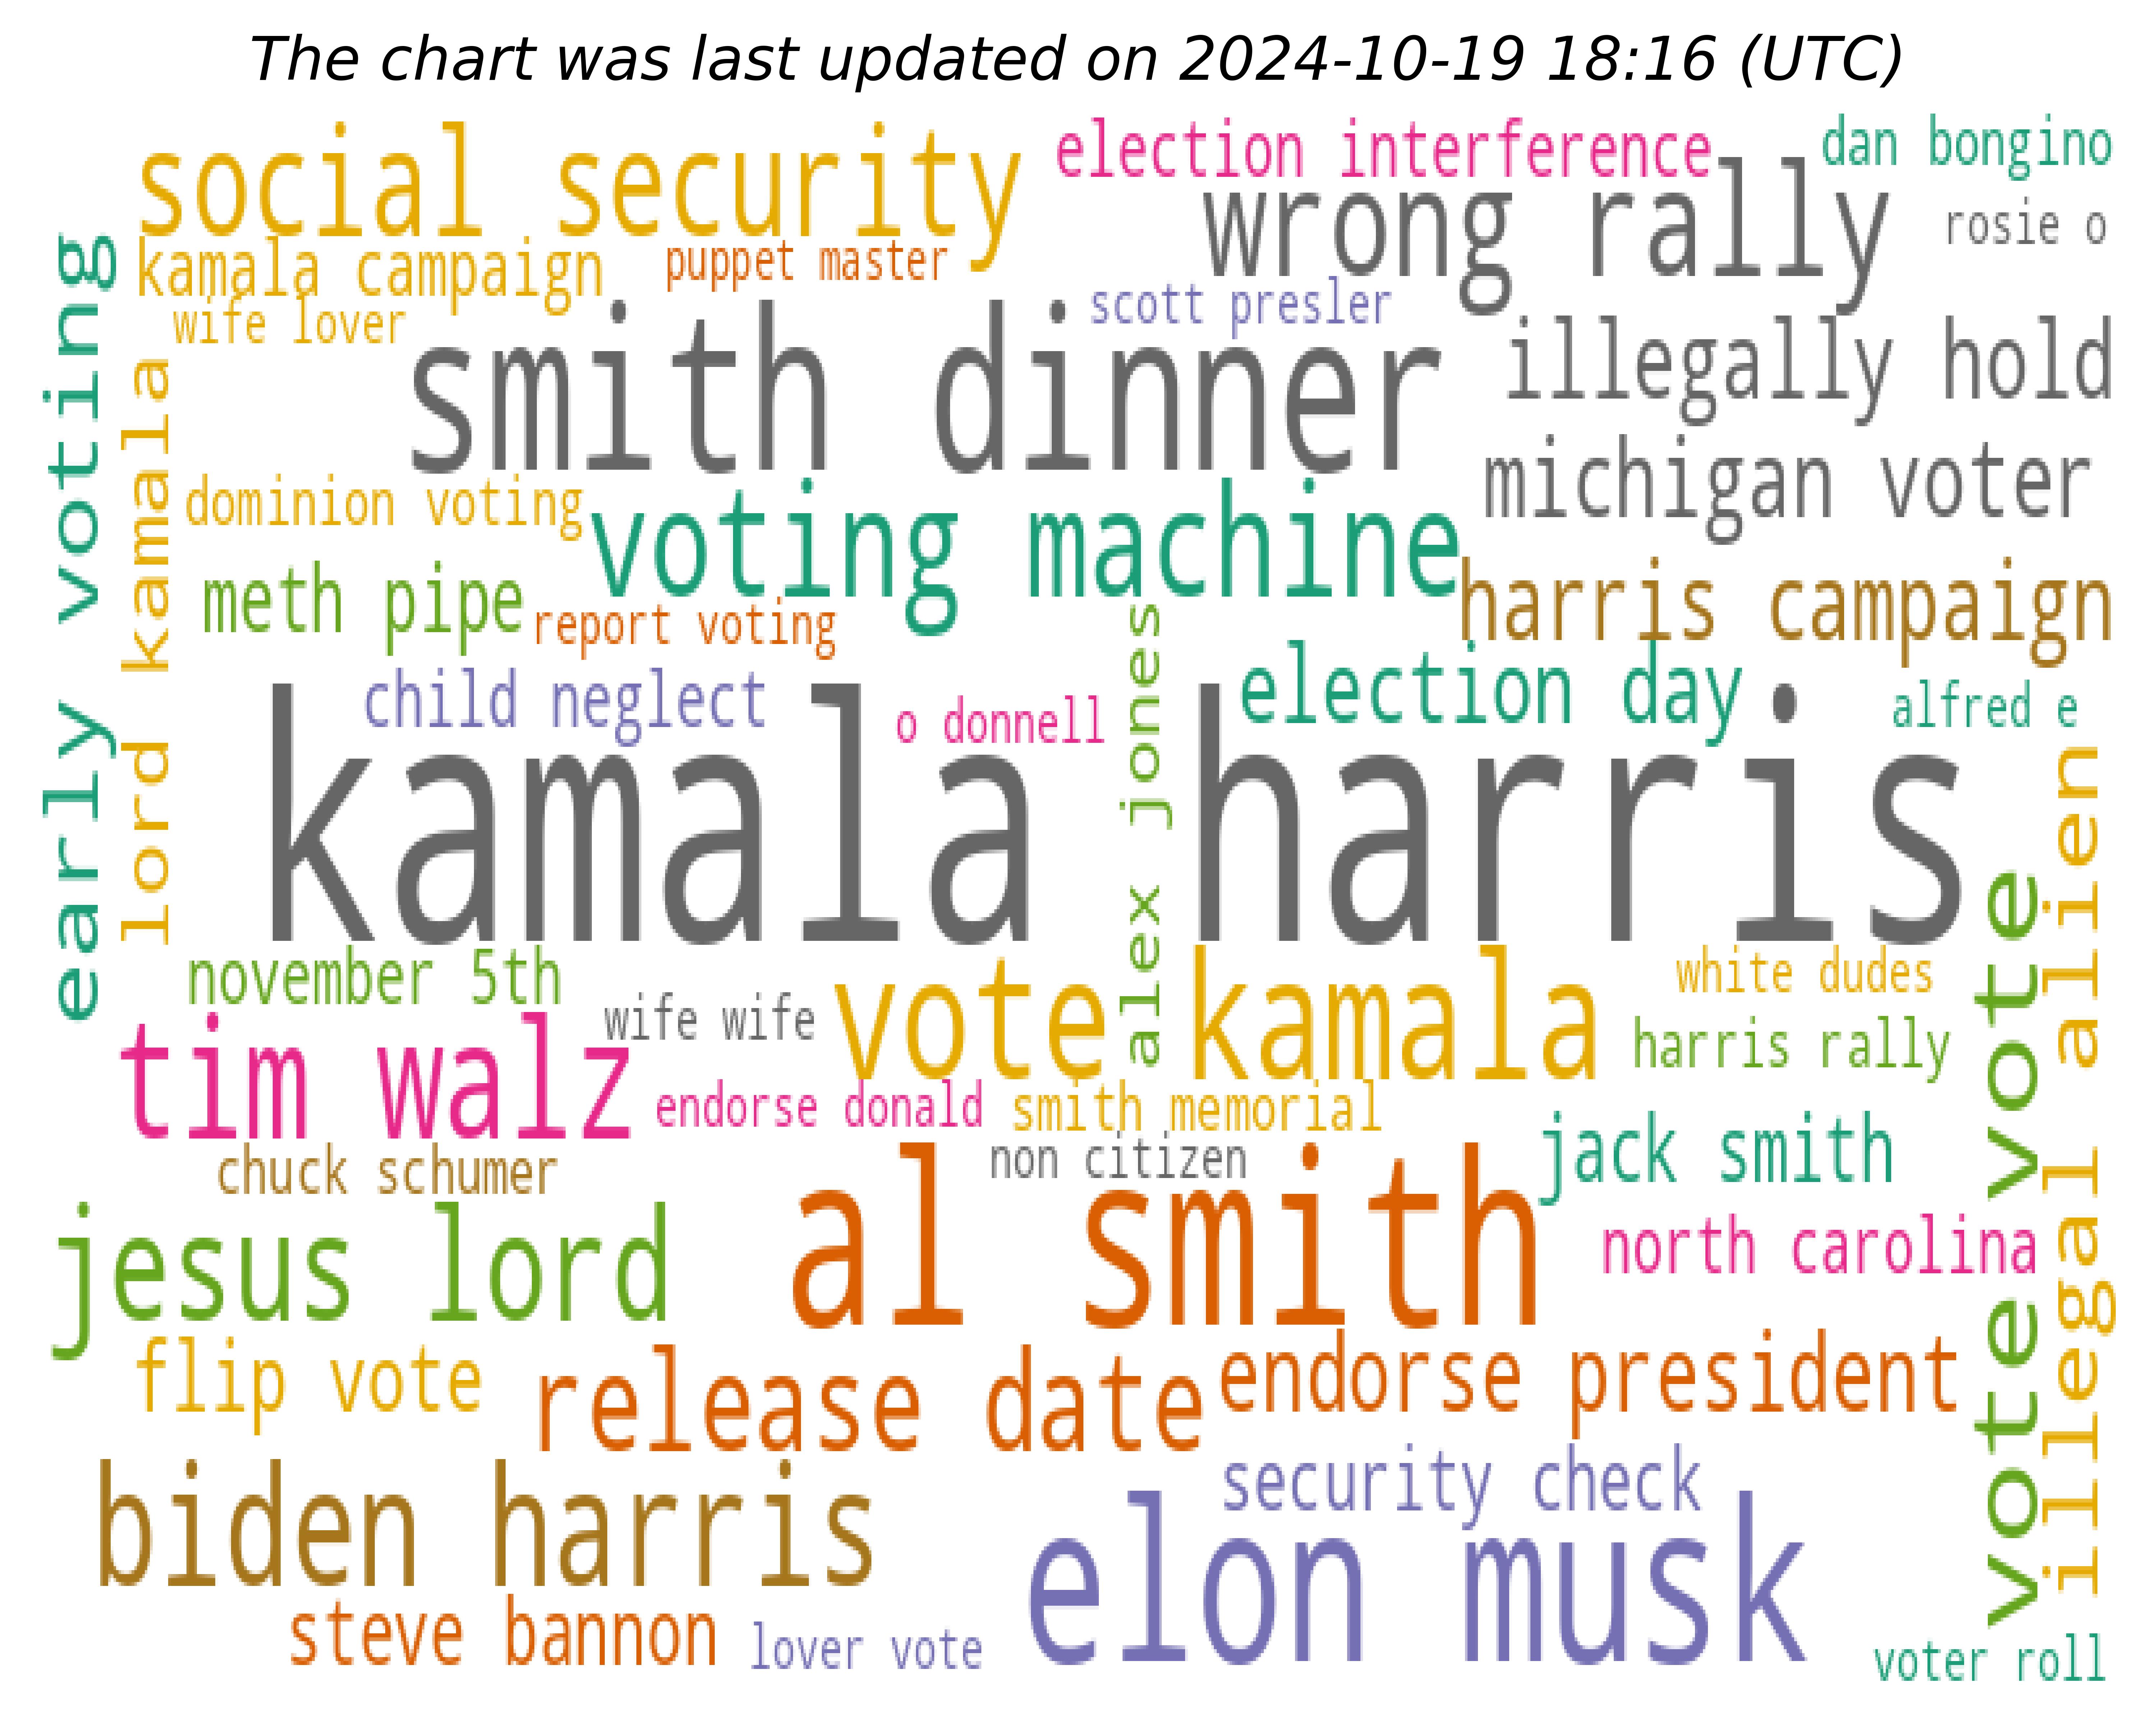 The chart was last updated on 2024-10-19 18:16 (UTC)
social security
election interference
dan bongino
wrong rally
rosie o
kamala campaign
puppet master
scott presler
wife lover
early voting
lord kamala
smith dinner
illegally hold
michigan voter
dominion voting
voting machine
meth pipe
report voting
harris campaign
child neglect
o donnell
alex jones
election day
alfred e
kamala harris
illegal alien
vote vote
november 5th
wife wife
vote kamala
white dudes
harris rally
tim walz
endorse donald
smith memorial
jack smith
chuck schumer
non citizen
jesus lord
al smith
north carolina
flip vote
release date
endorse president
biden harris
security check
elon musk
steve bannon
lover vote
voter roll